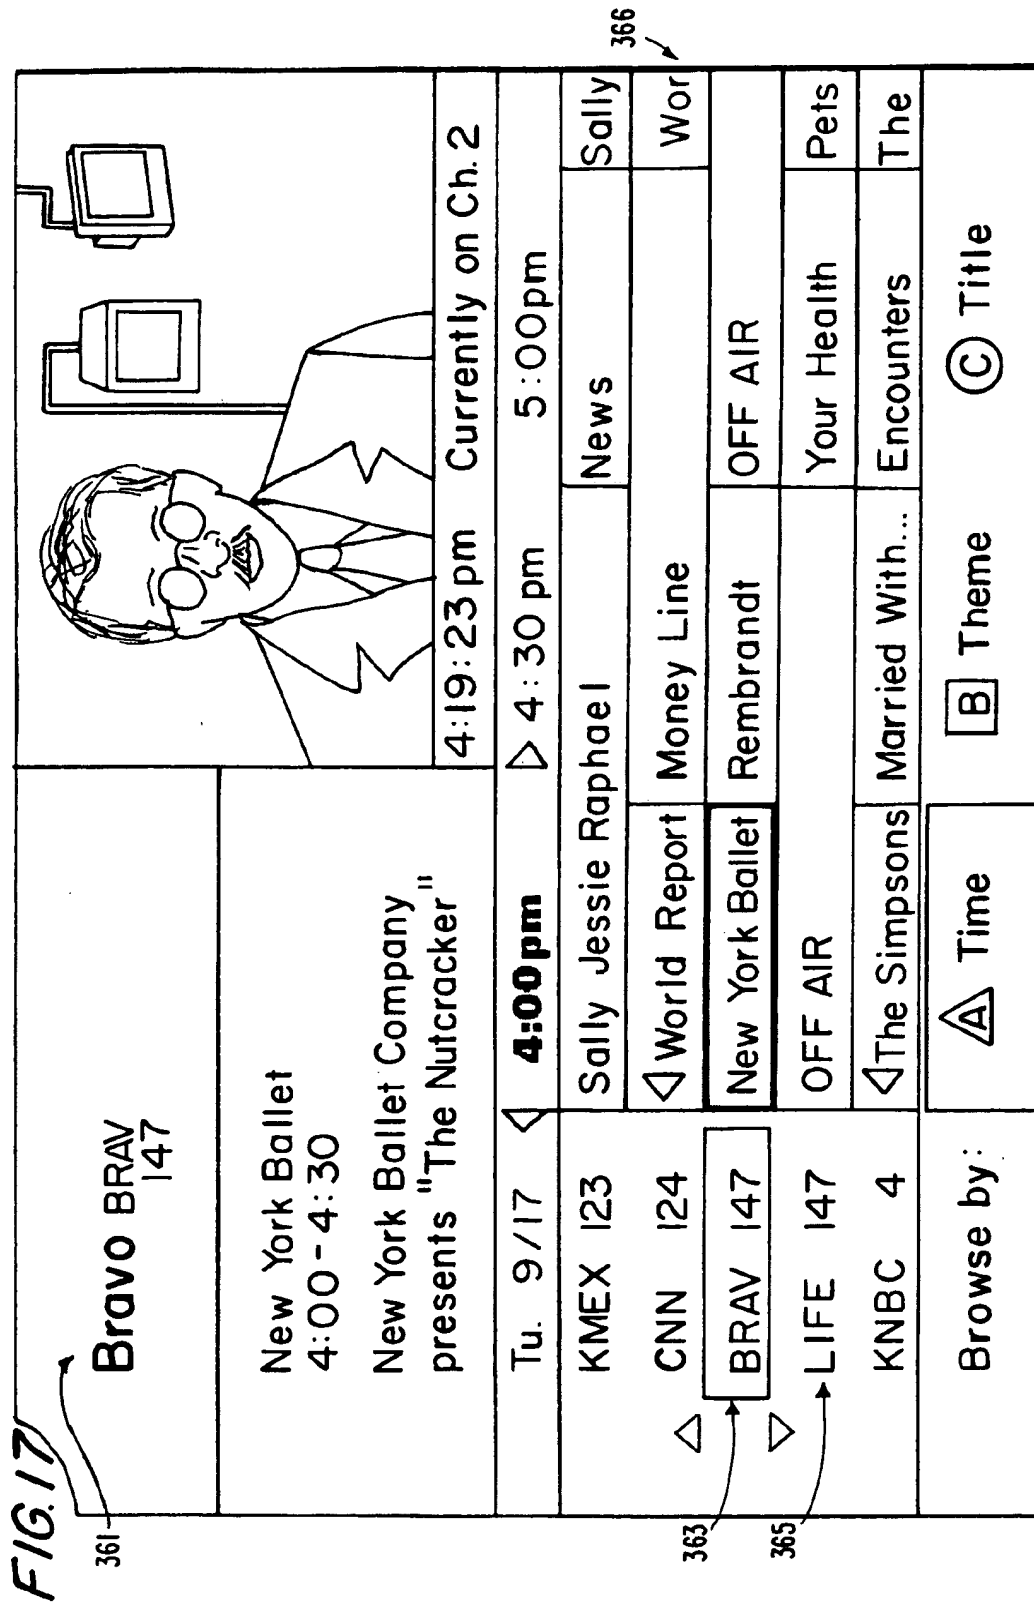 FIG. 17
361
Bravo BRAV
147
New York Ballet
4:00-4:30
New York Ballet Company
presents "The Nutcracker"
4:19:23 pm Currently on Ch. 2
Tu. 9/17 4:00pm 4:30 pm 5:00pm
KMEX 123 Sally Jessie Raphael News Sally
CNN 124 World Report Money Line Wor
366
363
BRAV 147 New York Ballet Rembrandt OFF AIR
365
LIFE 147 OFF AIR Your Health Pets
KNBC 4 The Simpsons Married With... Encounters The
Browse by: A Time B Theme C Title